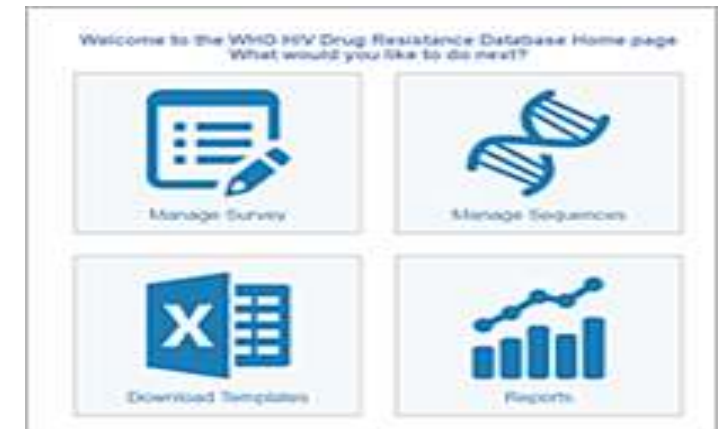 Welcome to the WHO HIV Drug Resistance Database Home page
What would you like to do next?
Manage Survey
Manage Sequences
X
Download Templates
Reports